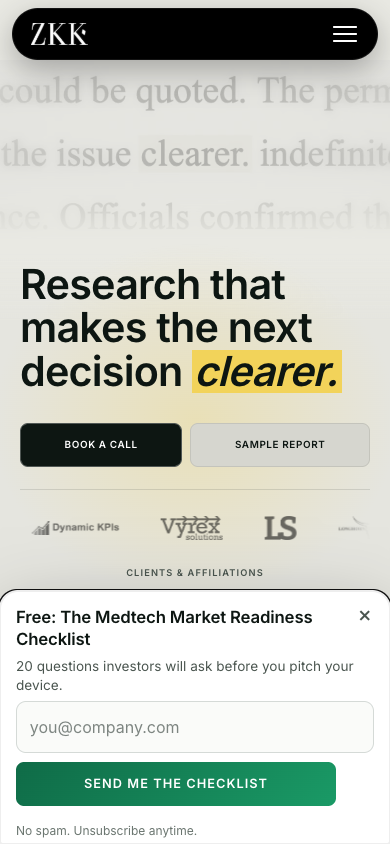 ZKK
could be quoted. The perm
the issue clearer. indefinite
nce. Officials confirmed th
Research that
makes the next
decision clearer.
BOOK A CALL
SAMPLE REPORT
Dynamic KPIs
Vyrex
solutions
LS
CLIENTS & AFFILIATIONS
Free: The Medtech Market Readiness
Checklist
×
20 questions investors will ask before you pitch your
device.
you@company.com
SEND ME THE CHECKLIST
No spam. Unsubscribe anytime.